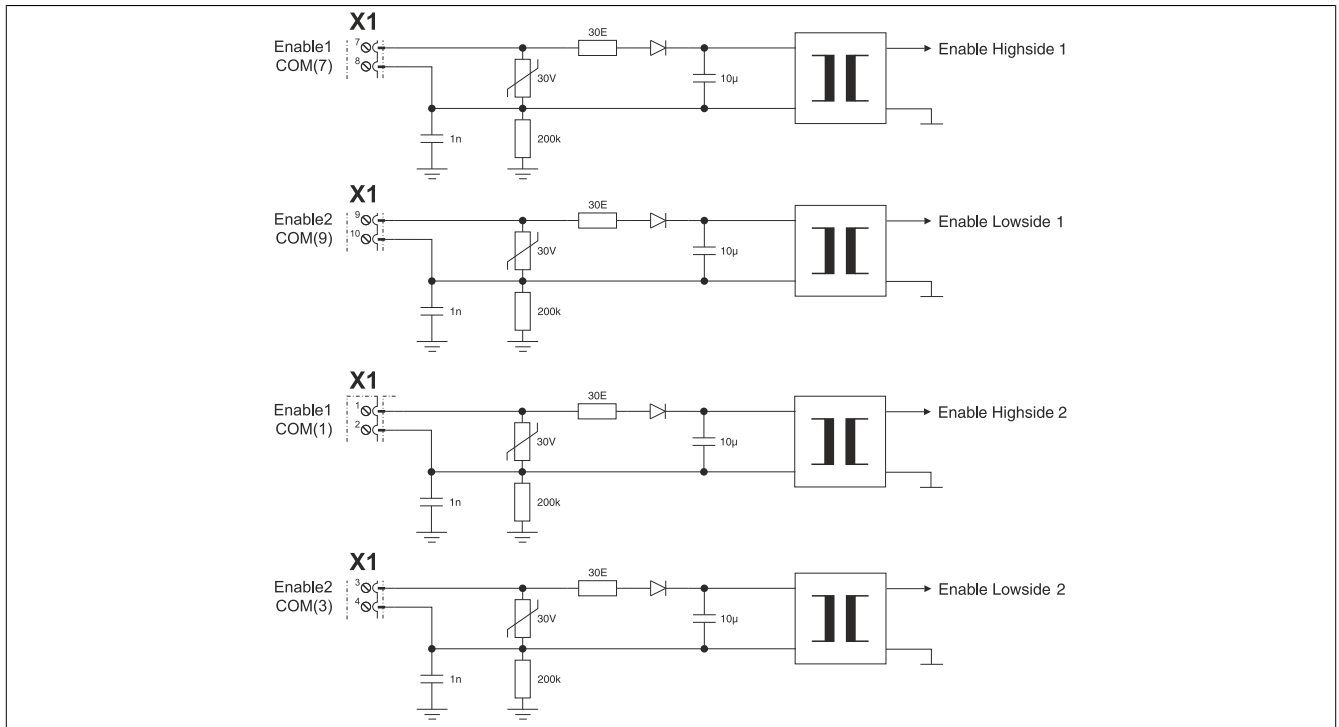 X1
30E
Enable1 7
COM(7) 8
30V
10µ
Enable Highside 1
1n
200k
X1
30E
Enable2 9
COM(9) 10
30V
10µ
Enable Lowside 1
1n
200k
X1
30E
Enable1 1
COM(1) 2
30V
10µ
Enable Highside 2
1n
200k
X1
30E
Enable2 3
COM(3) 4
30V
10µ
Enable Lowside 2
1n
200k